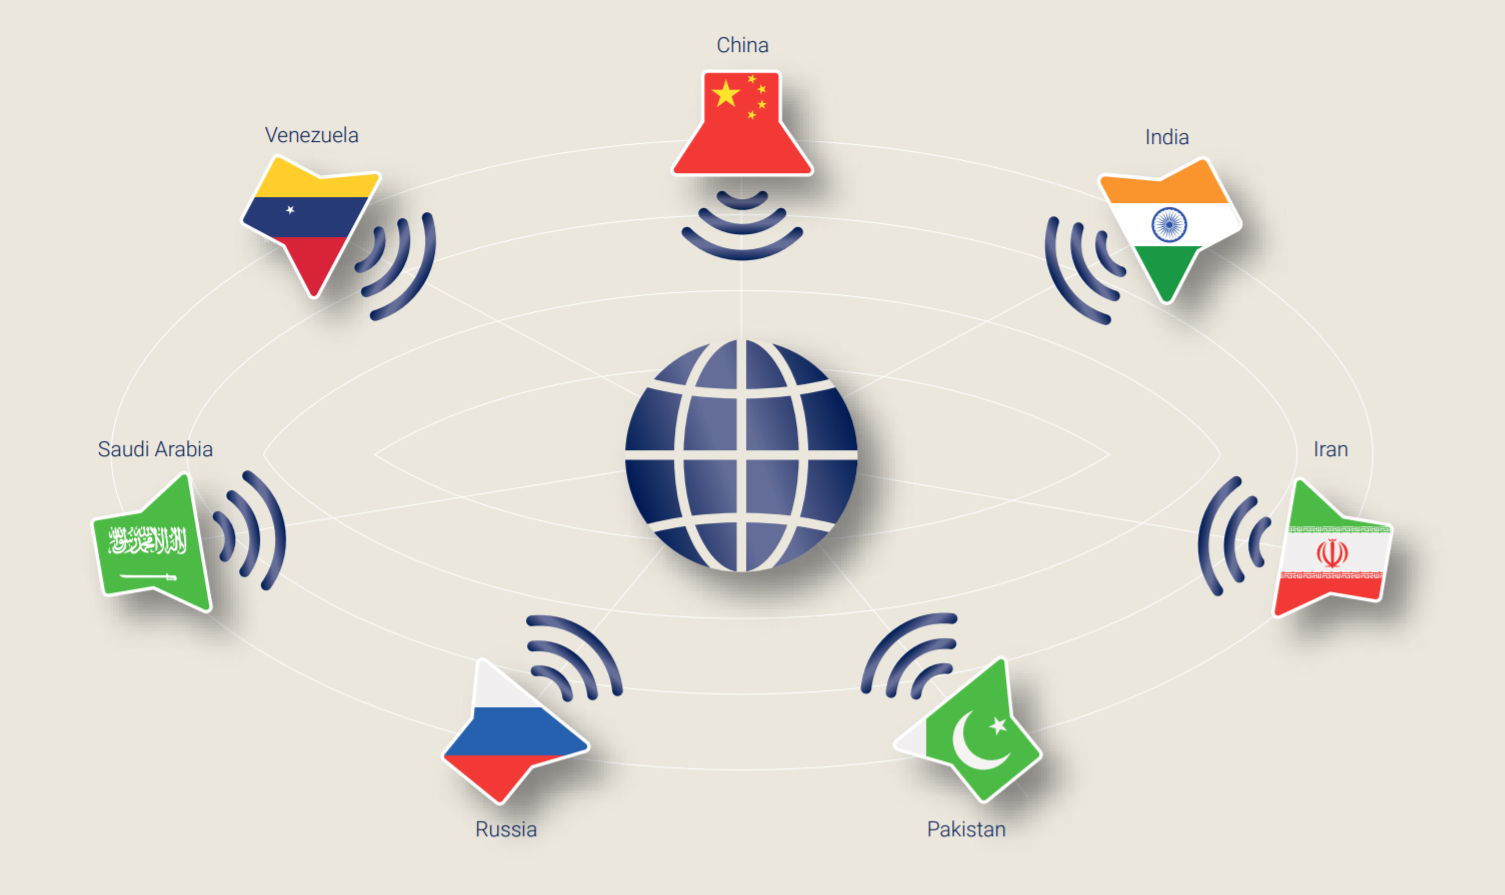 China
Venezuela
India
Saudi Arabia
Iran
Russia
Pakistan